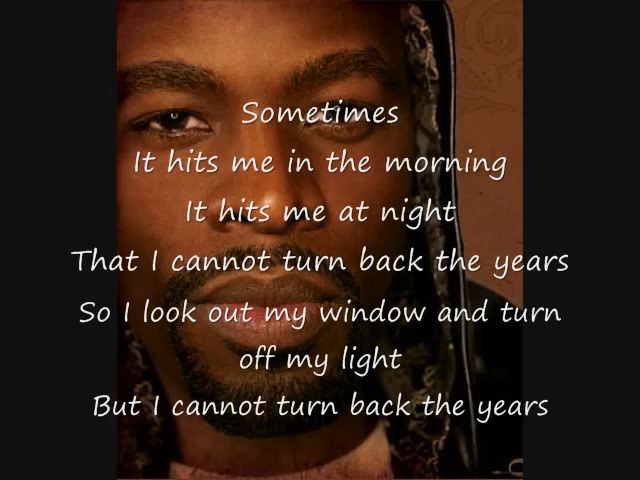 Sometimes
It hits me in the morning
It hits me at night
That I cannot turn back the years
So I look out my window and turn
off my light
But I cannot turn back the years